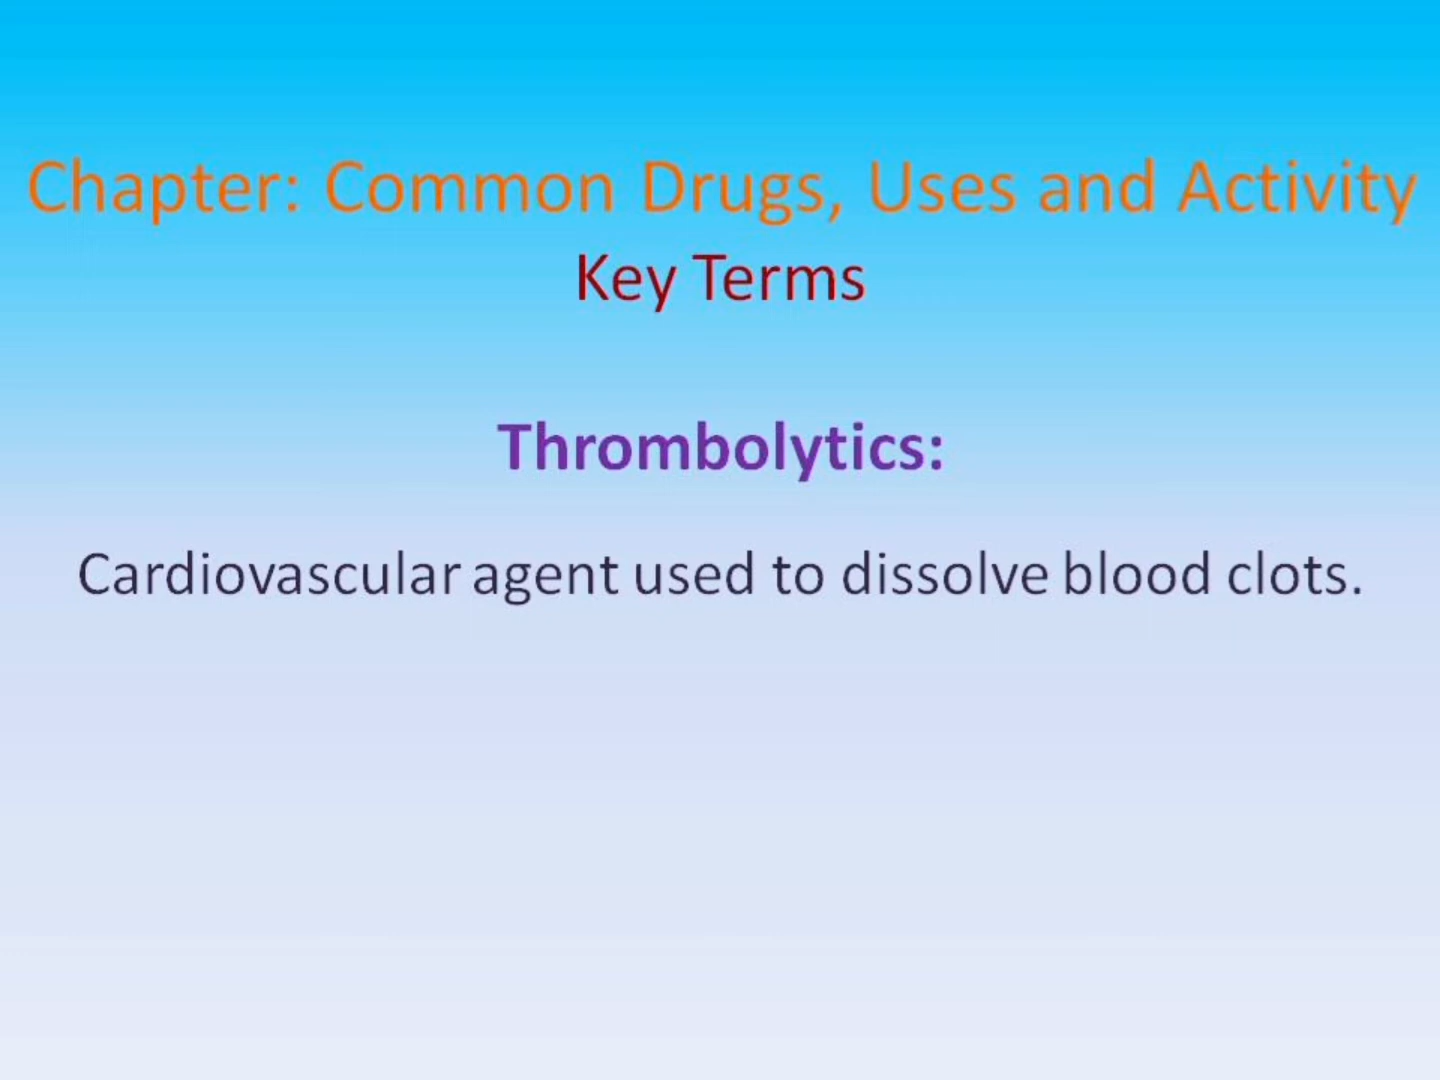 Chapter: Common Drugs, Uses and Activity
Key Terms
Thrombolytics:
Cardiovascular agent used to dissolve blood clots.